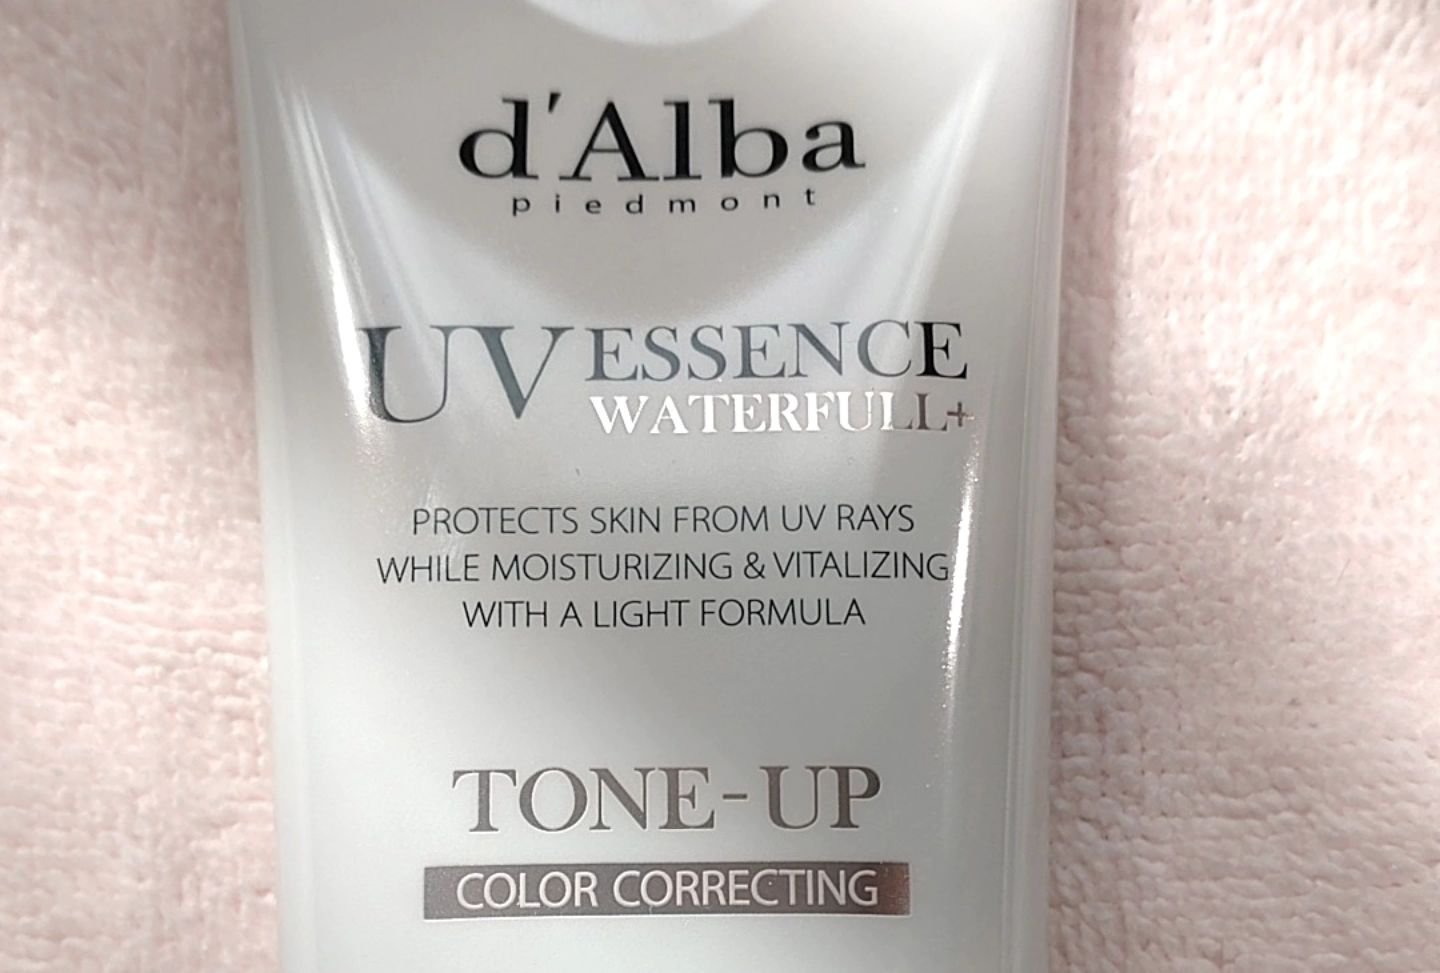 d'Alba
piedmont
UV ESSENCE
WATERFULL+
PROTECTS SKIN FROM UV RAYS
WHILE MOISTURIZING & VITALIZING
WITH A LIGHT FORMULA
TONE-UP
COLOR CORRECTING